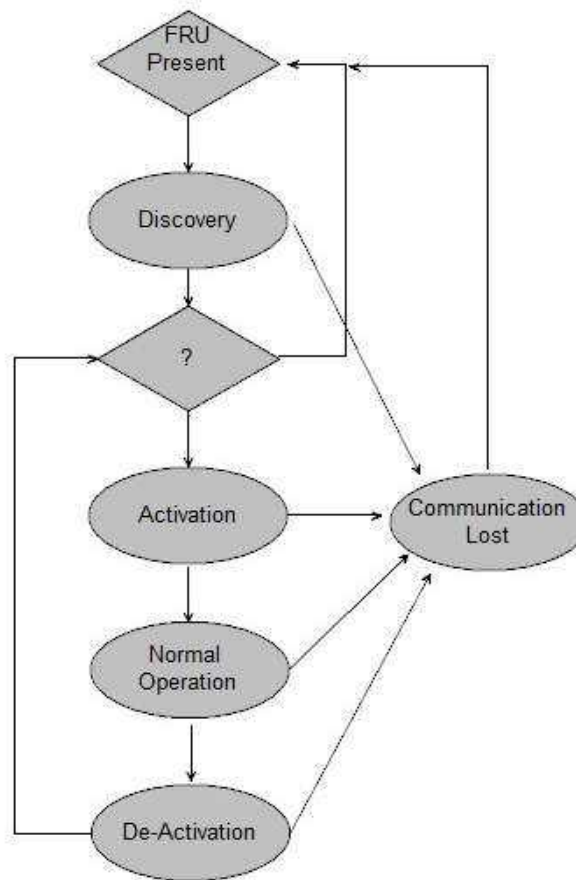 FRU
Present
Discovery
?
Activation
Communication
Lost
Normal
Operation
De-Activation